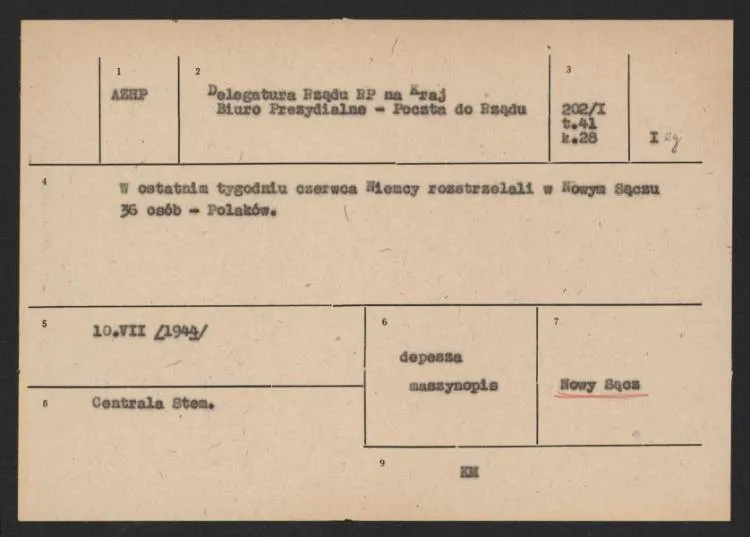 1
AZHP
2
Delegatura Rządu RP na Kraj
Biuro Prezydialne - Poczta do Rządu
3
202/I
t.41
k.28
I eg
4
W ostatnim tygodniu czerwca Niemcy rozstrzelali w Nowym Sączu
36 osób - Polaków.
5
10.VII /1944/
6
depesza
maszynopis
7
Nowy Sącz
8
Centrala Stem.
9
KM